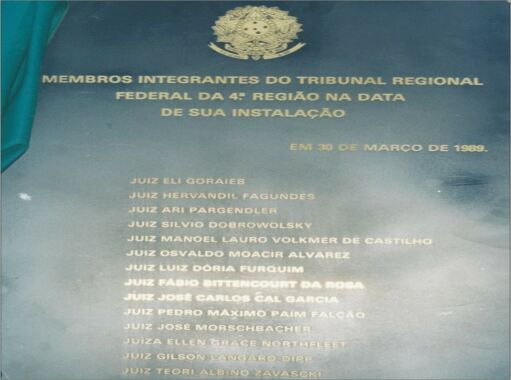 MEMBROS INTEGRANTES DO TRIBUNAL REGIONAL
FEDERAL DA 4ª REGIÃO NA DATA
DE SUA INSTALAÇÃO
EM 30 DE MARÇO DE 1989.
JUIZ ELI GORAIEB
JUIZ HERVANDIL FAGUNDES
JUIZ ARI PARGENDLER
JUIZ SILVIO DOBROWOLSKY
JUIZ MANOEL LAURO VOLKMER DE CASTILHO
JUIZ OSVALDO MOACIR ALVAREZ
JUIZ LUIZ DÓRIA FURQUIM
JUIZ FÁBIO BITTENCOURT DA ROSA
JUIZ JOSÉ CARLOS CAL GARCIA
JUIZ PEDRO MÁXIMO PAIM FALCÃO
JUIZ JOSÉ MORSCHBACHER
JUÍZA ELLEN GRACE NORTHFLEET
JUIZ GILSON LANGARO DIPP
JUIZ TEORI ALBINO ZAVASCKI